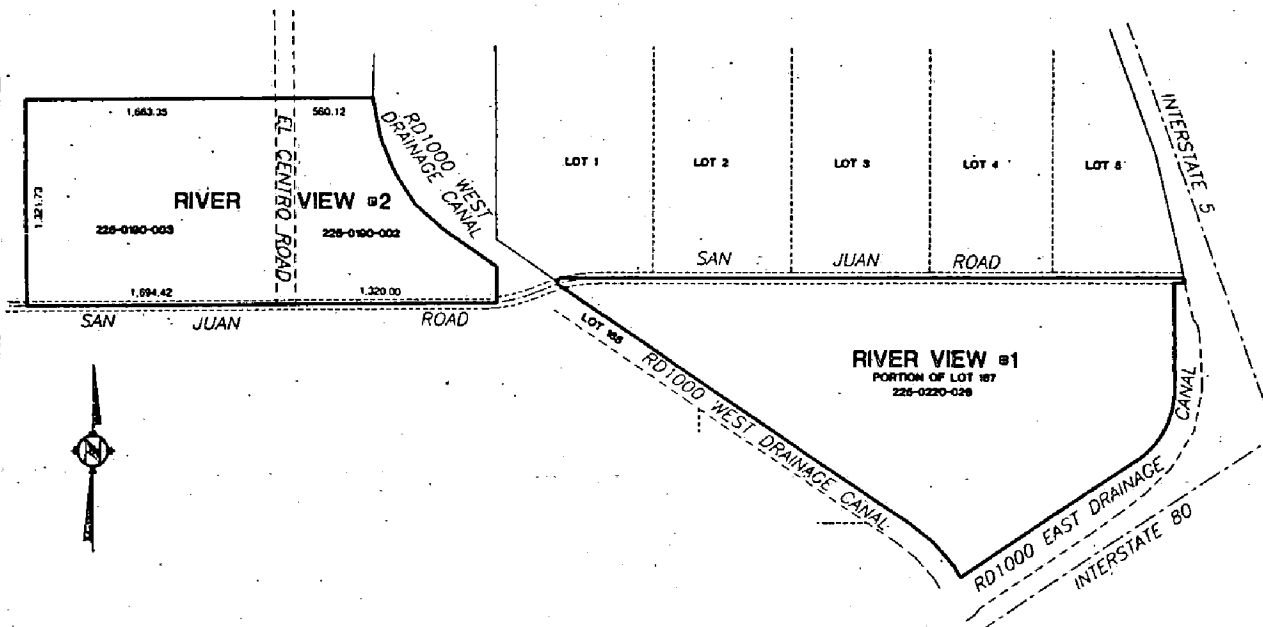 1,663.35
560.12
1,321.73
EL CENTRO ROAD
RD1000 WEST
DRAINAGE CANAL
RIVER VIEW #2
226-0190-003
226-0190-002
1,694.42
1,320.00
SAN JUAN ROAD
LOT 1
LOT 2
LOT 3
LOT 4
LOT 5
INTERSTATE 5
SAN JUAN ROAD
LOT 166
RD1000 WEST DRAINAGE CANAL
RIVER VIEW #1
PORTION OF LOT 167
225-0220-028
RD1000 EAST DRAINAGE CANAL
INTERSTATE 80